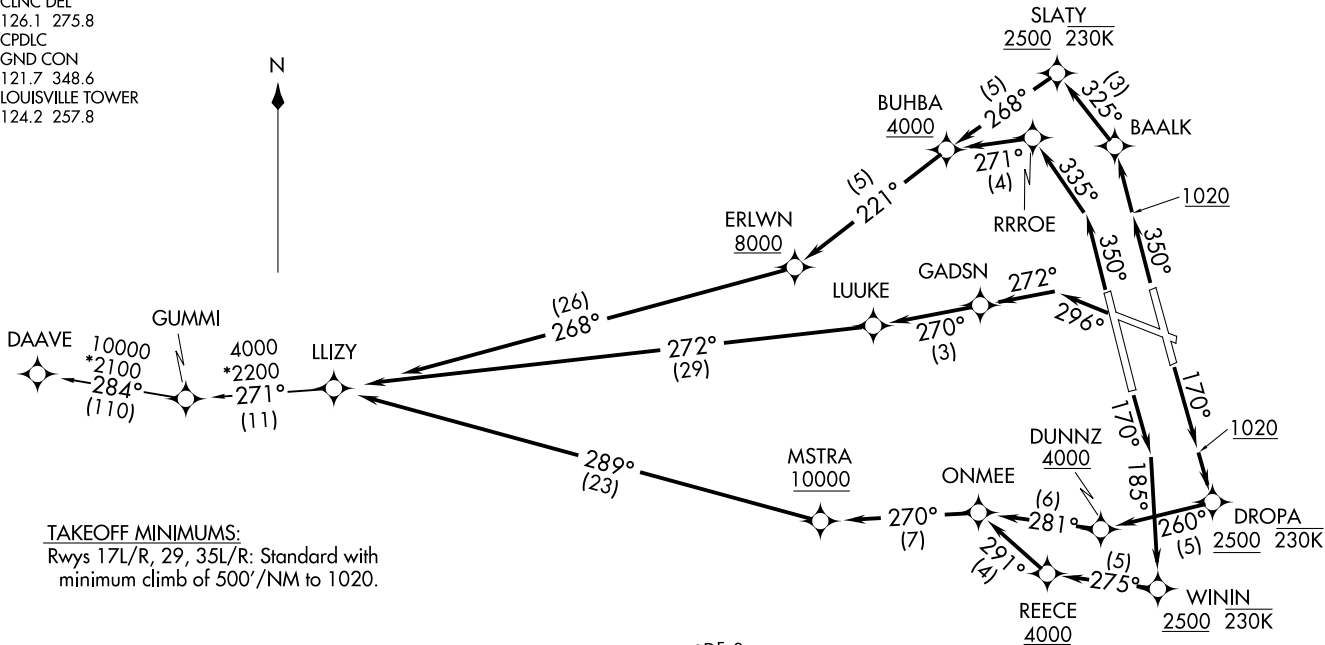 CLNC DEL
126.1 275.8
CPDLC
GND CON
121.7 348.6
LOUISVILLE TOWER
124.2 257.8
N
SLATY
2500 230K
(3)
325°
(5)
268°
BUHBA
4000
BAALK
271°
(4)
335°
RRROE
1020
350°
350°
(5)
221°
ERLWN
8000
GADSN
272°
296°
LUUKE
270°
(3)
(26)
268°
272°
(29)
DAAVE
GUMMI
10000
*2100
284°
(110)
4000
*2200
271°
(11)
LLIZY
170°
170°
1020
289°
(23)
MSTRA
10000
270°
(7)
ONMEE
DUNNZ
4000
(6)
281°
185°
260°
(5)
DROPA
2500 230K
291°
(4)
(5)
275°
REECE
4000
WININ
2500 230K
TAKEOFF MINIMUMS:
Rwys 17L/R, 29, 35L/R: Standard with
minimum climb of 500'/NM to 1020.